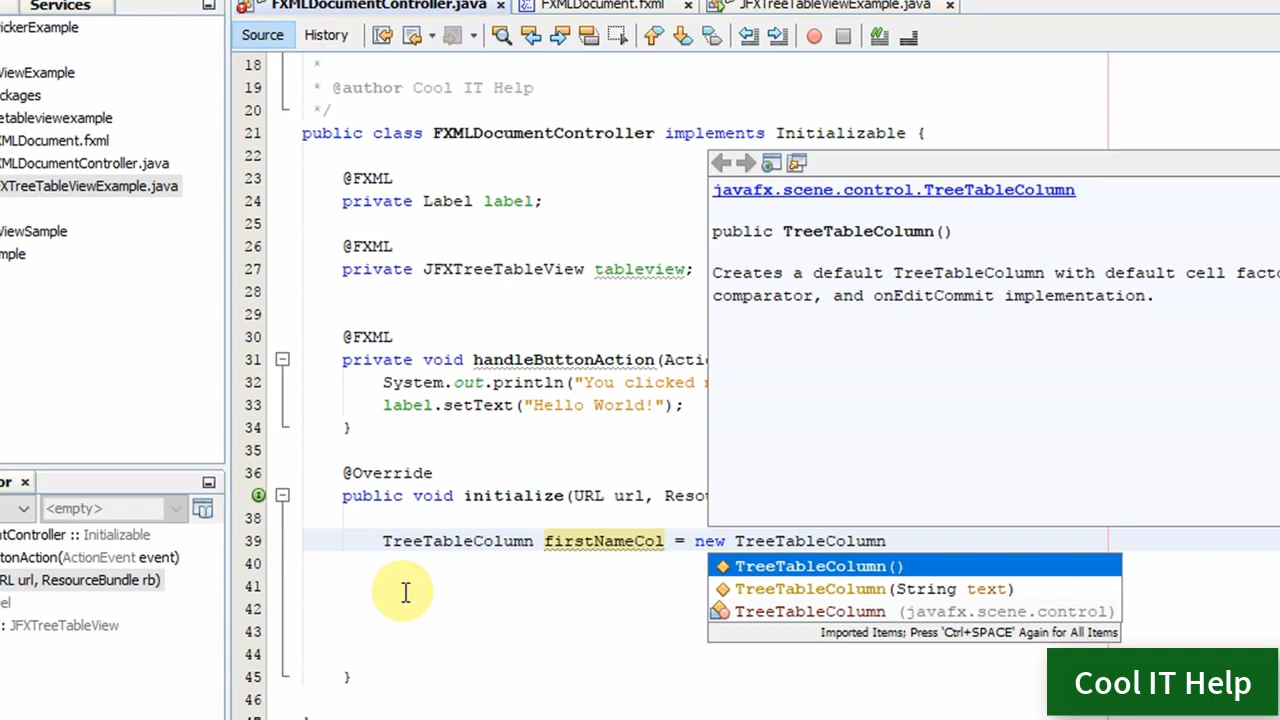 Services
FXMLDocumentController.java × FXMLDocument.fxml × JFXTreeTableViewExample.java ×
ickerExample
iewExample
ckages
etableviewexample
XMLDocument.fxml
XMLDocumentController.java
FXTreeTableViewExample.java
ViewSample
mple
Source History
18 *
19 * @author Cool IT Help
20 */
21 public class FXMLDocumentController implements Initializable {
22
23 @FXML
24 private Label label;
25
26 @FXML
27 private JFXTreeTableView tableview;
28
29
30 @FXML
31 private void handleButtonAction(Acti
32 System.out.println("You clicked m
33 label.setText("Hello World!");
34 }
35
36 @Override
public void initialize(URL url, Reso
38
39 TreeTableColumn firstNameCol = new TreeTableColumn
40
41
42
43
44
45 }
46
javafx.scene.control.TreeTableColumn
public TreeTableColumn()
Creates a default TreeTableColumn with default cell facto
comparator, and onEditCommit implementation.
TreeTableColumn()
TreeTableColumn(String text)
TreeTableColumn (javafx.scene.control)
Imported Items; Press 'Ctrl+SPACE' Again for All Items
or ×
<empty>
entController :: Initializable
tonAction(ActionEvent event)
RL url, ResourceBundle rb)
el
: JFXTreeTableView
Cool IT Help